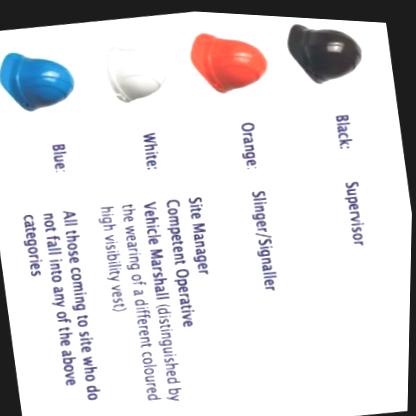 Black: Supervisor
Orange: Slinger/Signaller
White: Site Manager
Competent Operative
Vehicle Marshall (distinguished by
the wearing of a different coloured
high visibility vest)
Blue: All those coming to site who do
not fall into any of the above
categories